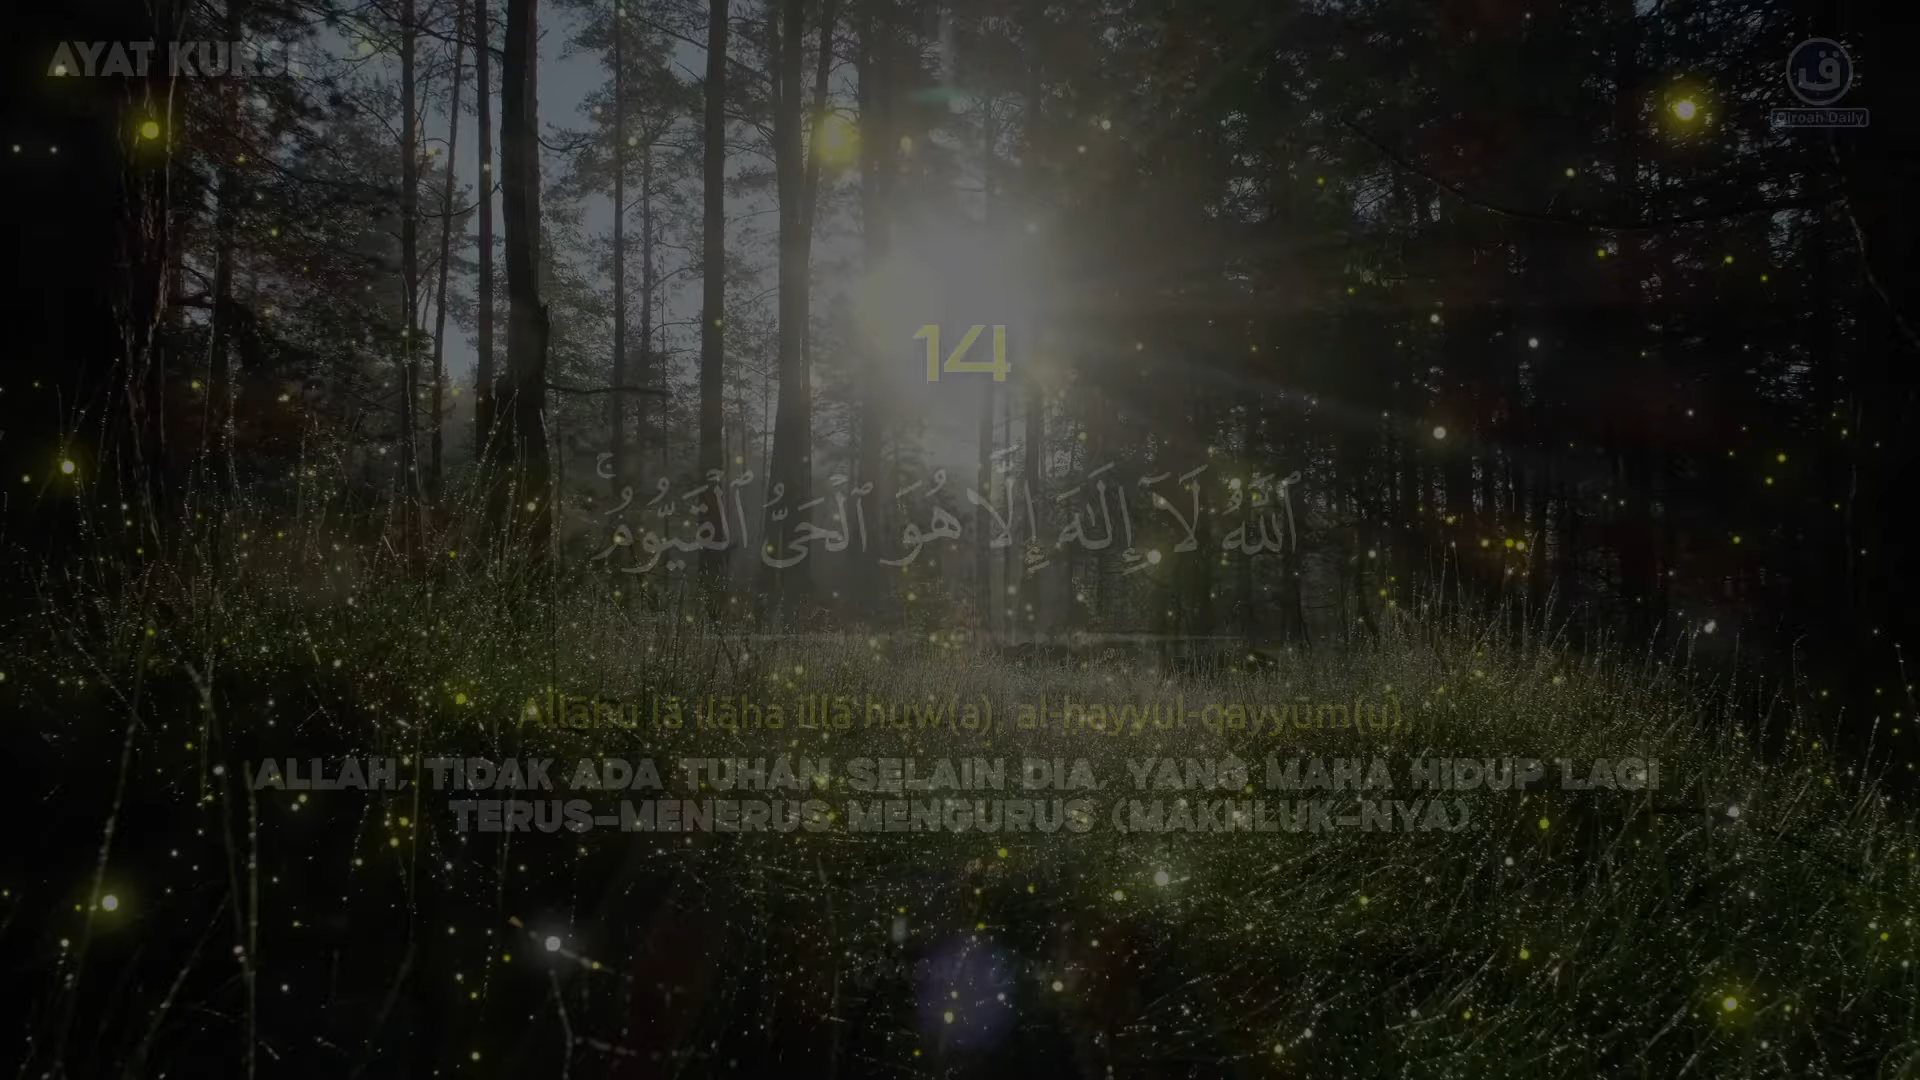 AYAT KURSI
Qiroah Daily
14
ٱللَّهُ لَآ إِلَـٰهَ إِلَّا هُوَ ٱلْحَىُّ ٱلْقَيُّومُ ۚ
Allāhu lā ilāha illā huw(a), al-ḥayyul-qayyūm(u),
ALLAH, TIDAK ADA TUHAN SELAIN DIA, YANG MAHA HIDUP LAGI
TERUS-MENERUS MENGURUS (MAKHLUK-NYA).